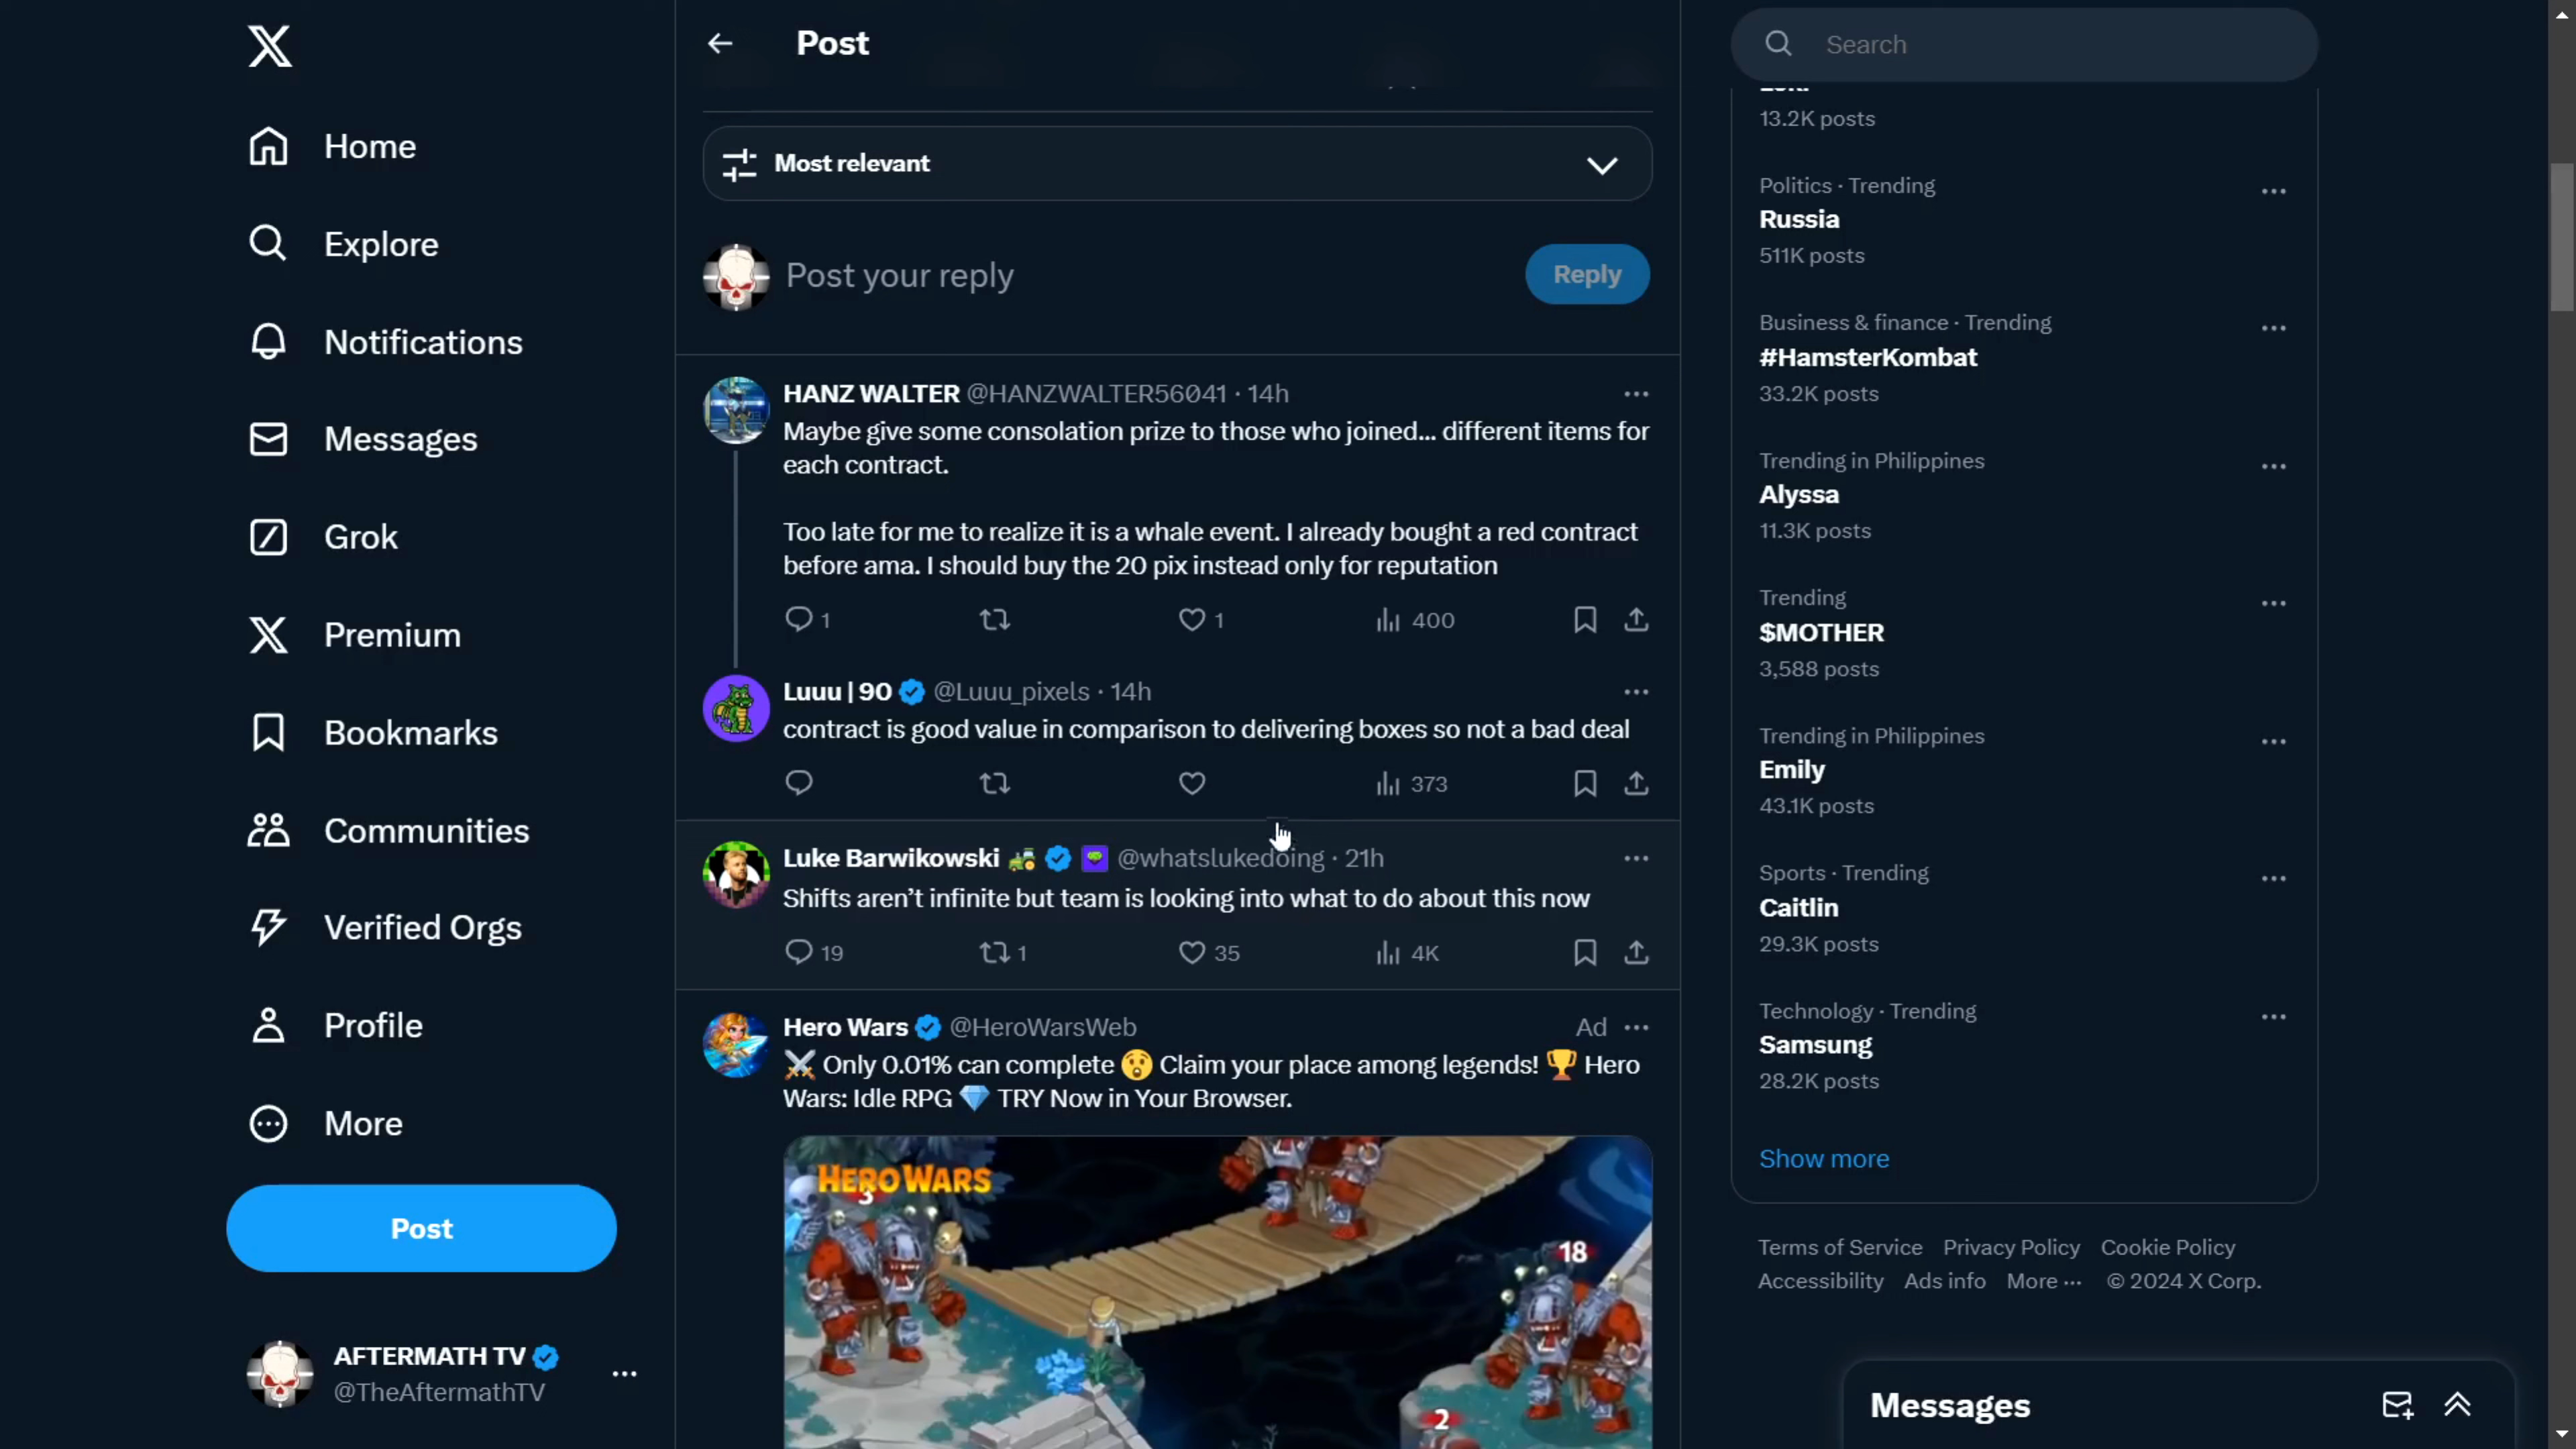 Home
Explore
Notifications
Messages
Grok
Premium
Bookmarks
Communities
Verified Orgs
Profile
More
Post
AFTERMATH TV
@TheAftermathTV
Post
Most relevant
Post your reply
Reply
HANZ WALTER @HANZWALTER56041 · 14h
Maybe give some consolation prize to those who joined... different items for
each contract.
Too late for me to realize it is a whale event. I already bought a red contract
before ama. I should buy the 20 pix instead only for reputation
1
1
400
Luuu | 90 @Luuu_pixels · 14h
contract is good value in comparison to delivering boxes so not a bad deal
373
Luke Barwikowski 🚜 @whatslukedoing · 21h
Shifts aren't infinite but team is looking into what to do about this now
19
1
35
4K
Hero Wars @HeroWarsWeb
Ad
⚔️ Only 0.01% can complete 😲 Claim your place among legends! 🏆 Hero
Wars: Idle RPG 💎 TRY Now in Your Browser.
HERO WARS
3
18
2
Search
13.2K posts
Politics · Trending
Russia
511K posts
Business & finance · Trending
#HamsterKombat
33.2K posts
Trending in Philippines
Alyssa
11.3K posts
Trending
$MOTHER
3,588 posts
Trending in Philippines
Emily
43.1K posts
Sports · Trending
Caitlin
29.3K posts
Technology · Trending
Samsung
28.2K posts
Show more
Terms of Service Privacy Policy Cookie Policy
Accessibility Ads info More ··· © 2024 X Corp.
Messages